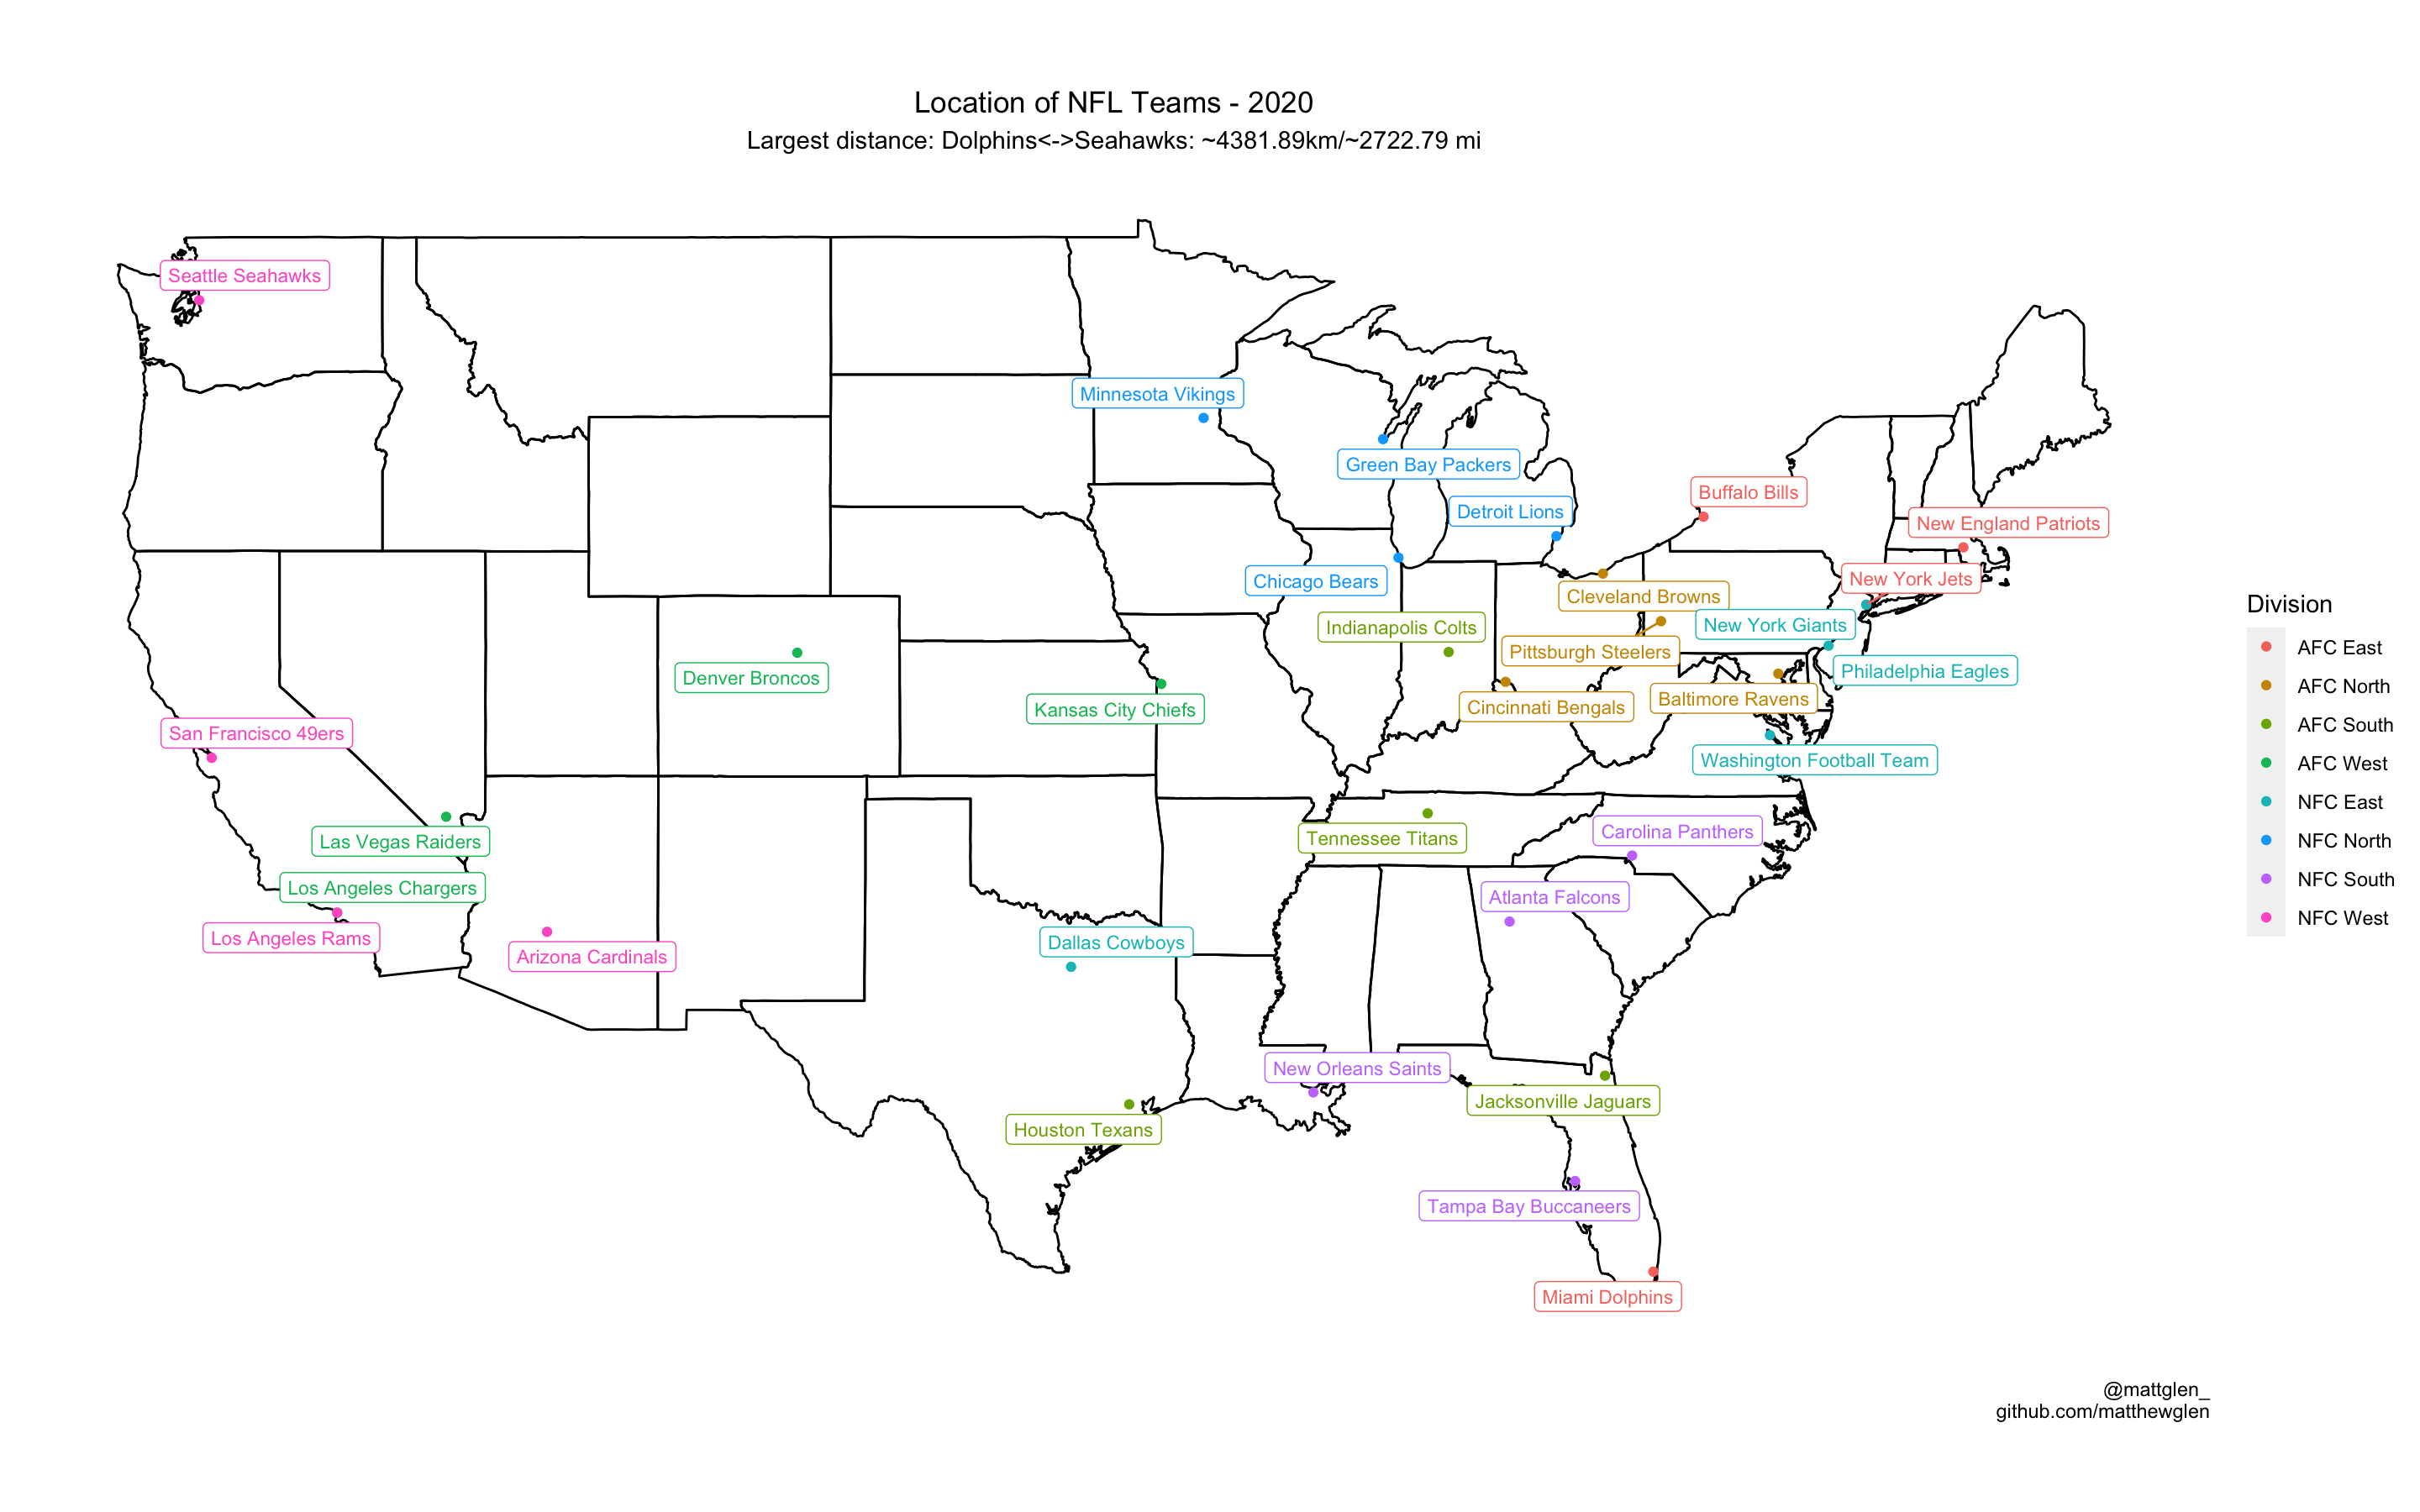 Location of NFL Teams - 2020
Largest distance: Dolphins<->Seahawks: ~4381.89km/~2722.79 mi
Seattle Seahawks
Minnesota Vikings
Green Bay Packers
Buffalo Bills
Detroit Lions
New England Patriots
Chicago Bears
New York Jets
Cleveland Browns
New York Giants
Indianapolis Colts
Pittsburgh Steelers
Philadelphia Eagles
Denver Broncos
Baltimore Ravens
Cincinnati Bengals
Kansas City Chiefs
San Francisco 49ers
Washington Football Team
Carolina Panthers
Tennessee Titans
Las Vegas Raiders
Los Angeles Chargers
Atlanta Falcons
Los Angeles Rams
Dallas Cowboys
Arizona Cardinals
New Orleans Saints
Jacksonville Jaguars
Houston Texans
Tampa Bay Buccaneers
Miami Dolphins
Division
AFC East
AFC North
AFC South
AFC West
NFC East
NFC North
NFC South
NFC West
@mattglen_
github.com/matthewglen